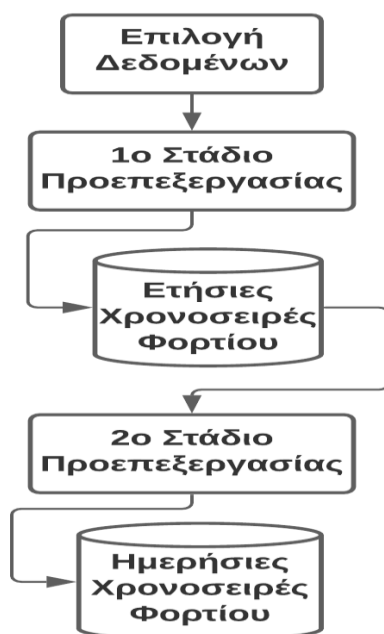 Επιλογή
Δεδομένων
1ο Στάδιο
Προεπεξεργασίας
Ετήσιες
Χρονοσειρές
Φορτίου
2ο Στάδιο
Προεπεξεργασίας
Ημερήσιες
Χρονοσειρές
Φορτίου